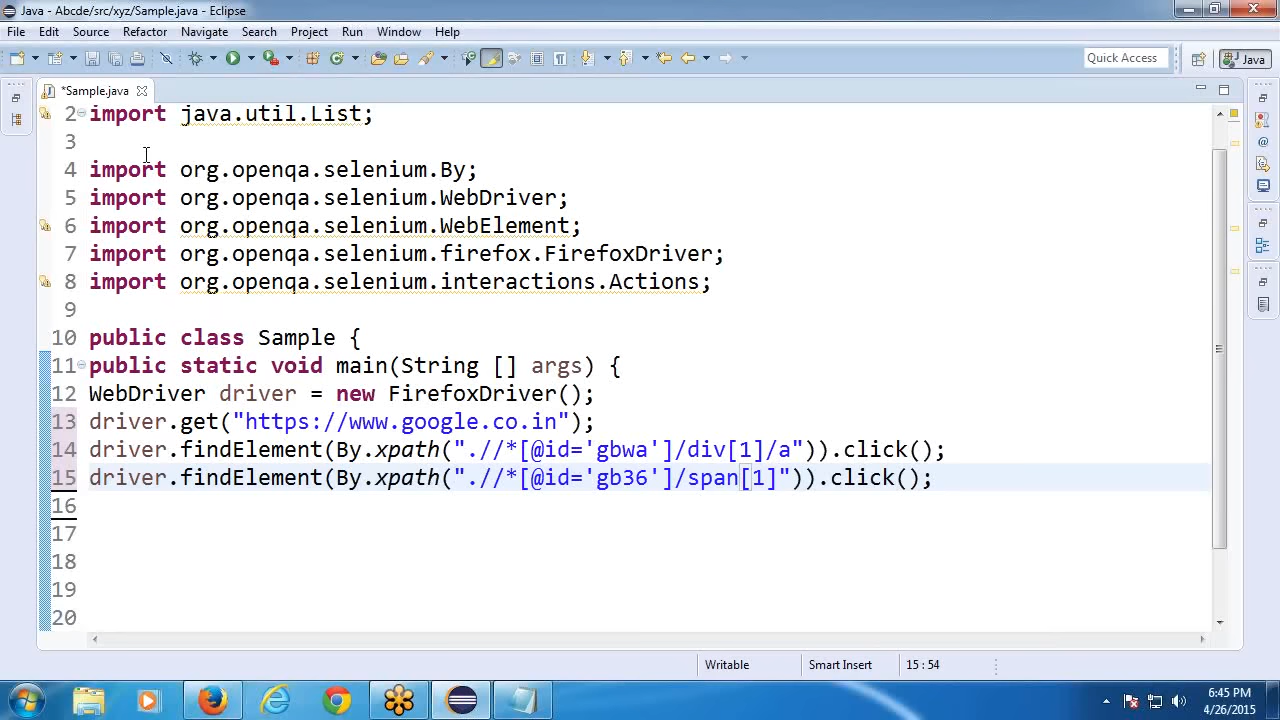 Java - Abcde/src/xyz/Sample.java - Eclipse
File Edit Source Refactor Navigate Search Project Run Window Help
Quick Access
Java
*Sample.java
2 import java.util.List;
3
4 import org.openqa.selenium.By;
5 import org.openqa.selenium.WebDriver;
6 import org.openqa.selenium.WebElement;
7 import org.openqa.selenium.firefox.FirefoxDriver;
8 import org.openqa.selenium.interactions.Actions;
9
10 public class Sample {
11 public static void main(String [] args) {
12 WebDriver driver = new FirefoxDriver();
13 driver.get("https://www.google.co.in");
14 driver.findElement(By.xpath(".//*[@id='gbwa']/div[1]/a")).click();
15 driver.findElement(By.xpath(".//*[@id='gb36']/span[1]")).click();
16
17
18
19
20
Writable Smart Insert 15 : 54
6:45 PM
4/26/2015